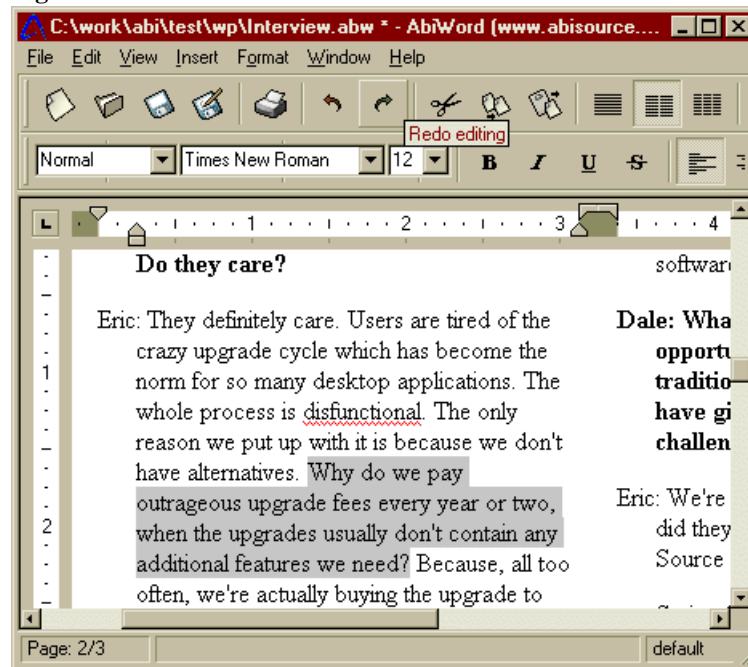 C:\work\abi\test\wp\Interview.abw * - AbiWord (www.abisource....
File Edit View Insert Format Window Help
Redo editing
Normal Times New Roman 12 B I U S
1 2 3 4
Do they care?
Eric: They definitely care. Users are tired of the
crazy upgrade cycle which has become the
norm for so many desktop applications. The
whole process is disfunctional. The only
reason we put up with it is because we don't
have alternatives. Why do we pay
outrageous upgrade fees every year or two,
when the upgrades usually don't contain any
additional features we need? Because, all too
often, we're actually buying the upgrade to
1
2
softwar
Dale: Wha
opportu
traditio
have gi
challen
Eric: We're
did they
Source
Page: 2/3 default